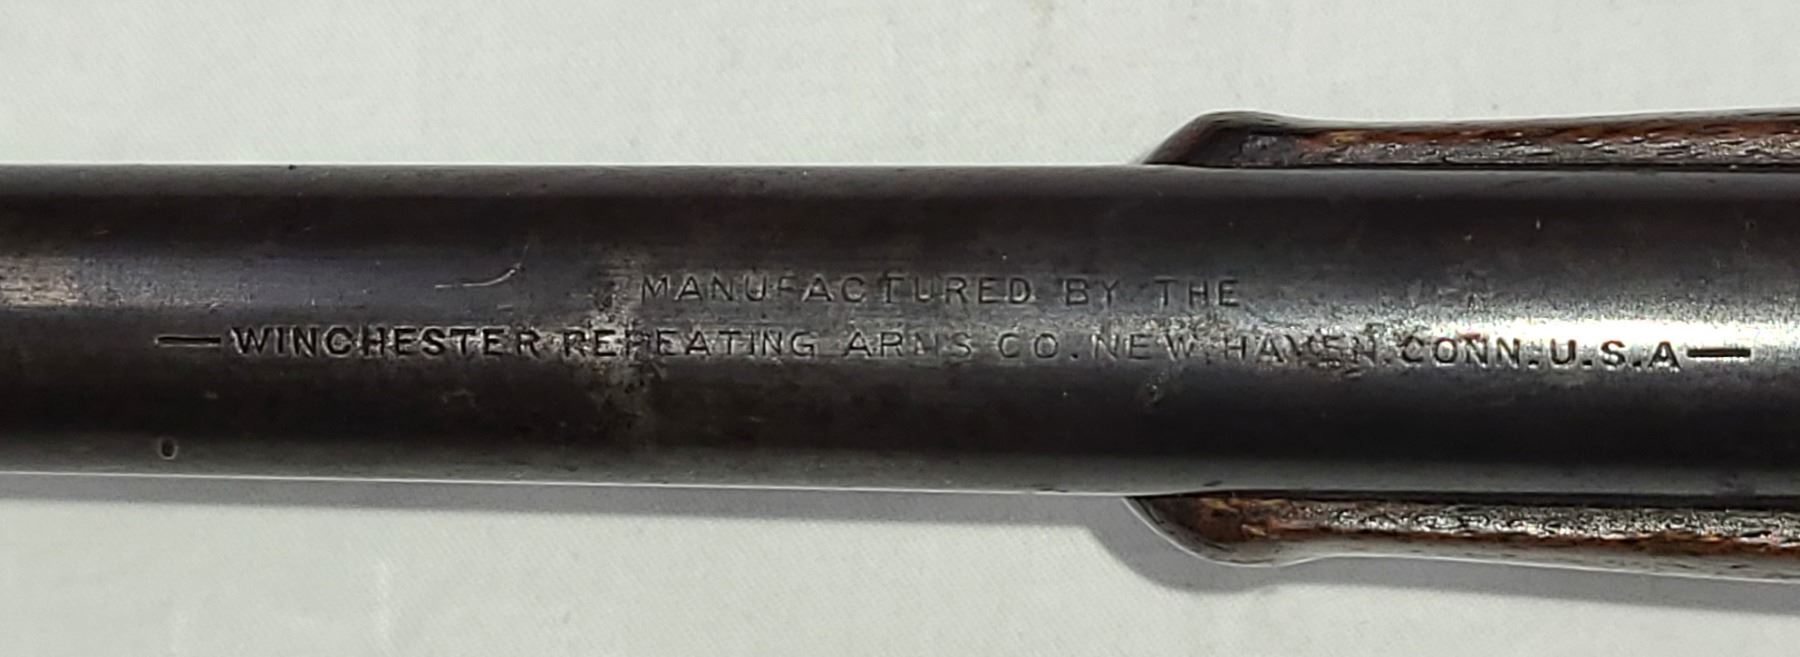 MANUFACTURED BY THE
—WINCHESTER REPEATING ARMS CO. NEW HAVEN. CONN. U.S.A—